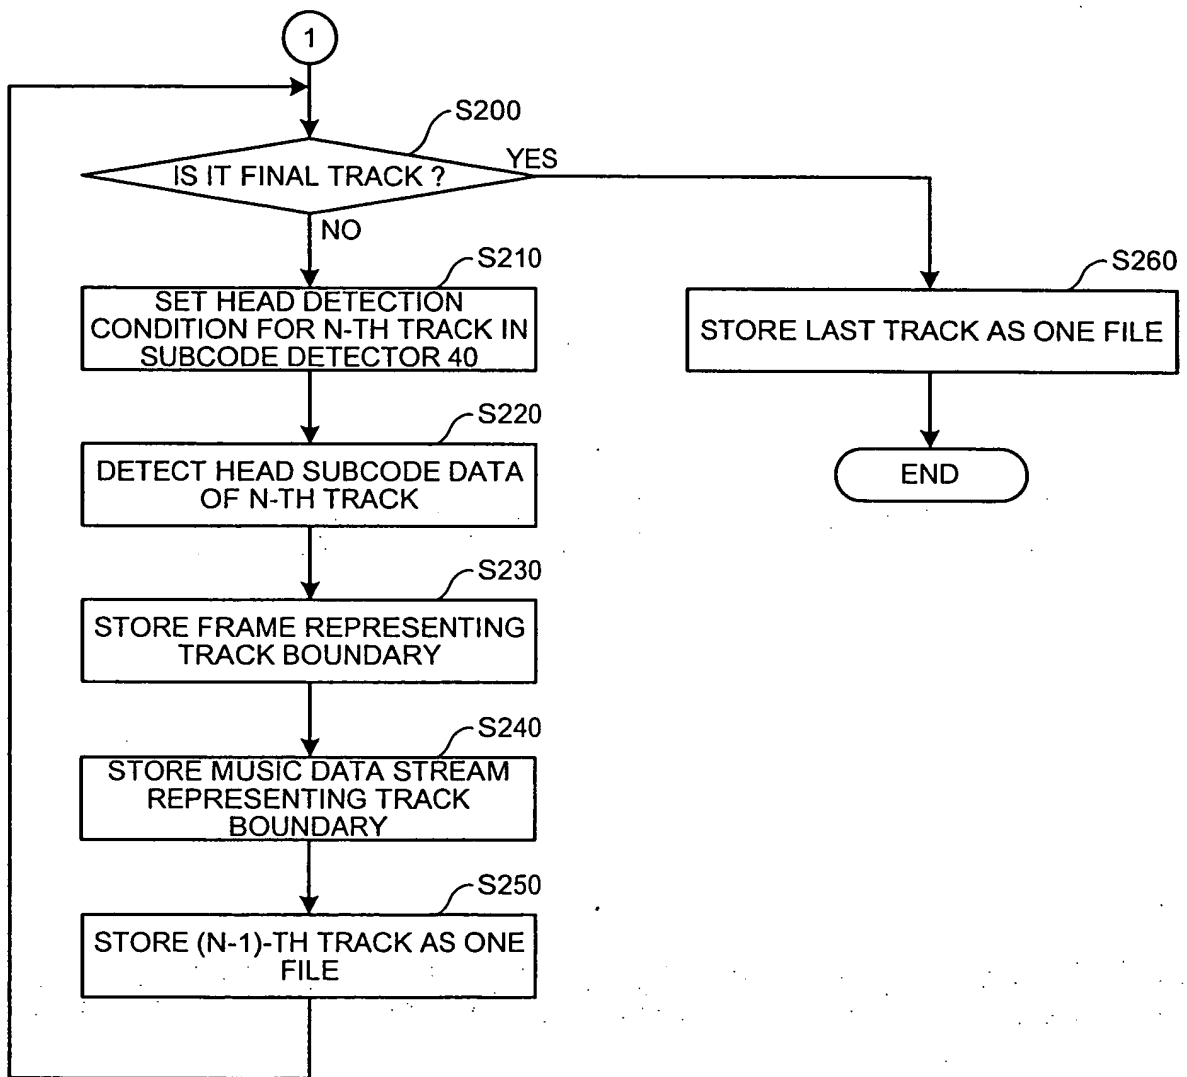 1
S200
IS IT FINAL TRACK ?
YES
NO
S210
SET HEAD DETECTION
CONDITION FOR N-TH TRACK IN
SUBCODE DETECTOR 40
S220
DETECT HEAD SUBCODE DATA
OF N-TH TRACK
S230
STORE FRAME REPRESENTING
TRACK BOUNDARY
S240
STORE MUSIC DATA STREAM
REPRESENTING TRACK
BOUNDARY
S250
STORE (N-1)-TH TRACK AS ONE
FILE
S260
STORE LAST TRACK AS ONE FILE
END